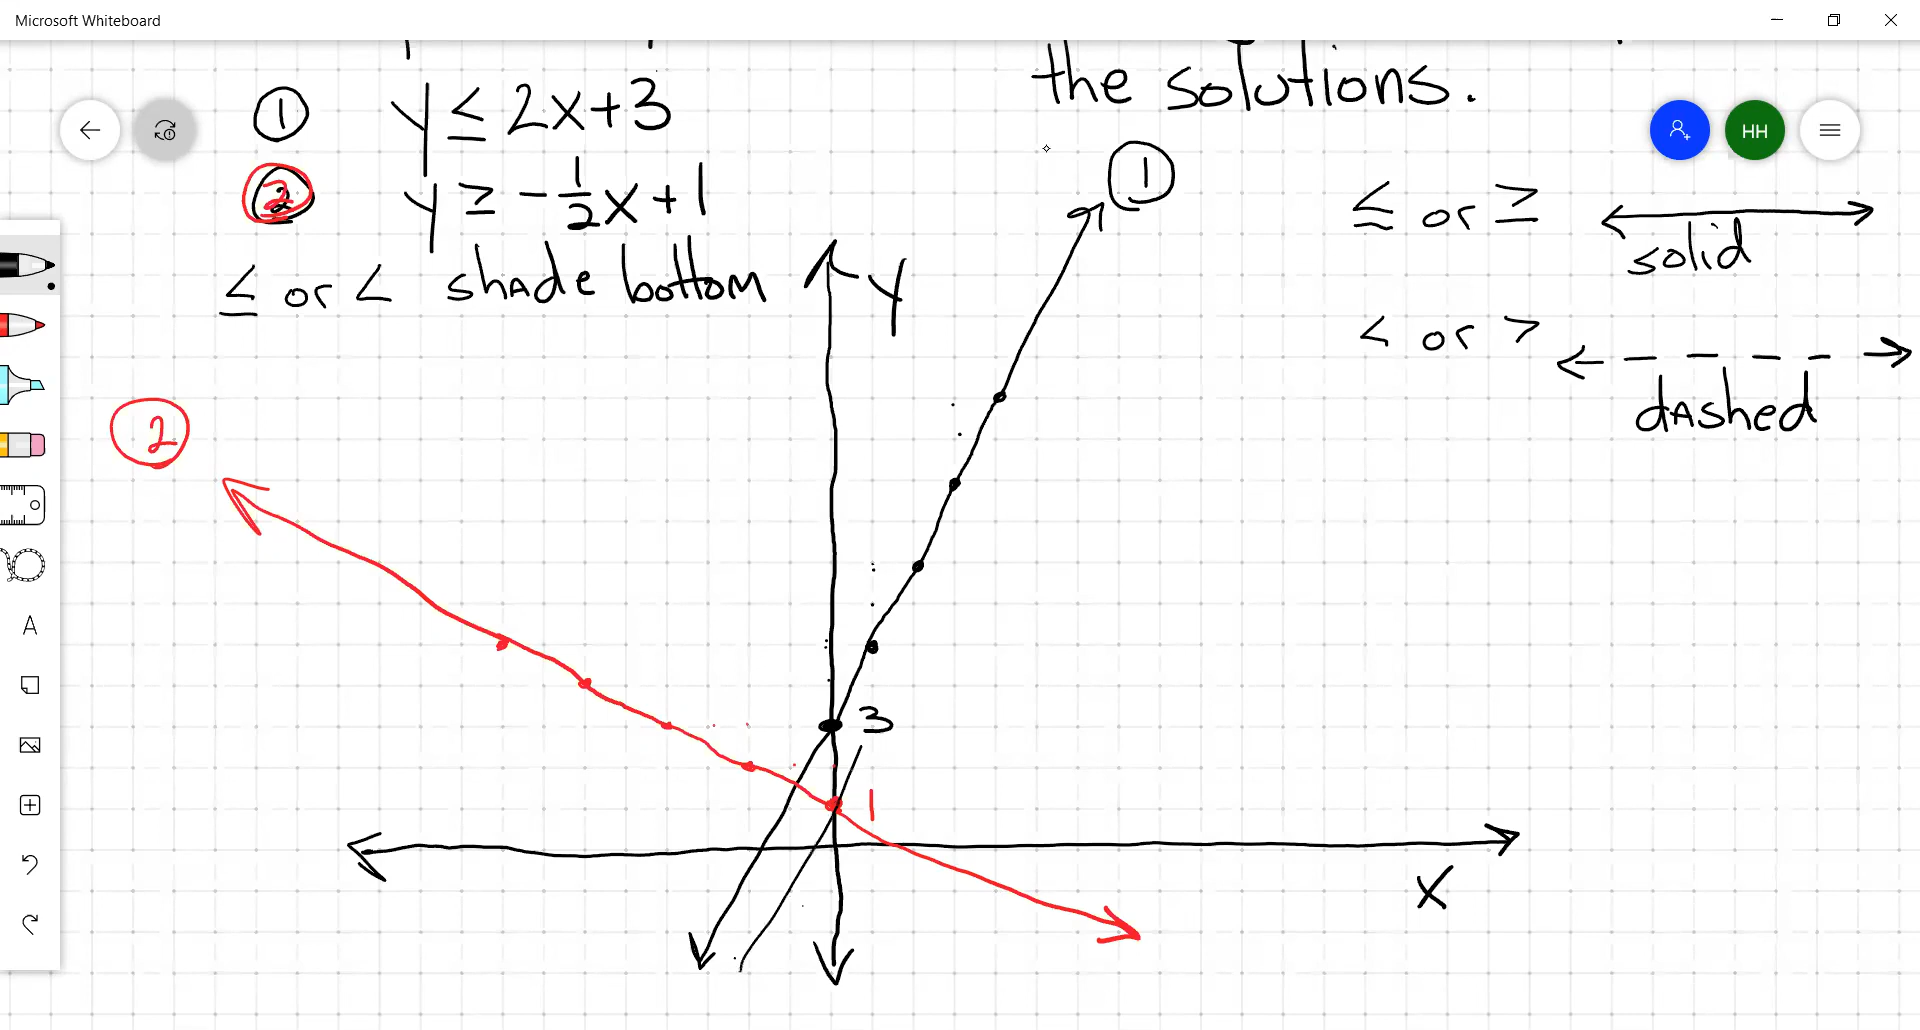 Microsoft Whiteboard
the solutions.
① y ≤ 2x+3
② y ≥ -1/2x+1
≤ or < shade bottom
y
①
≤ or ≥
solid
< or >
dashed
②
3
1
x
HH
A